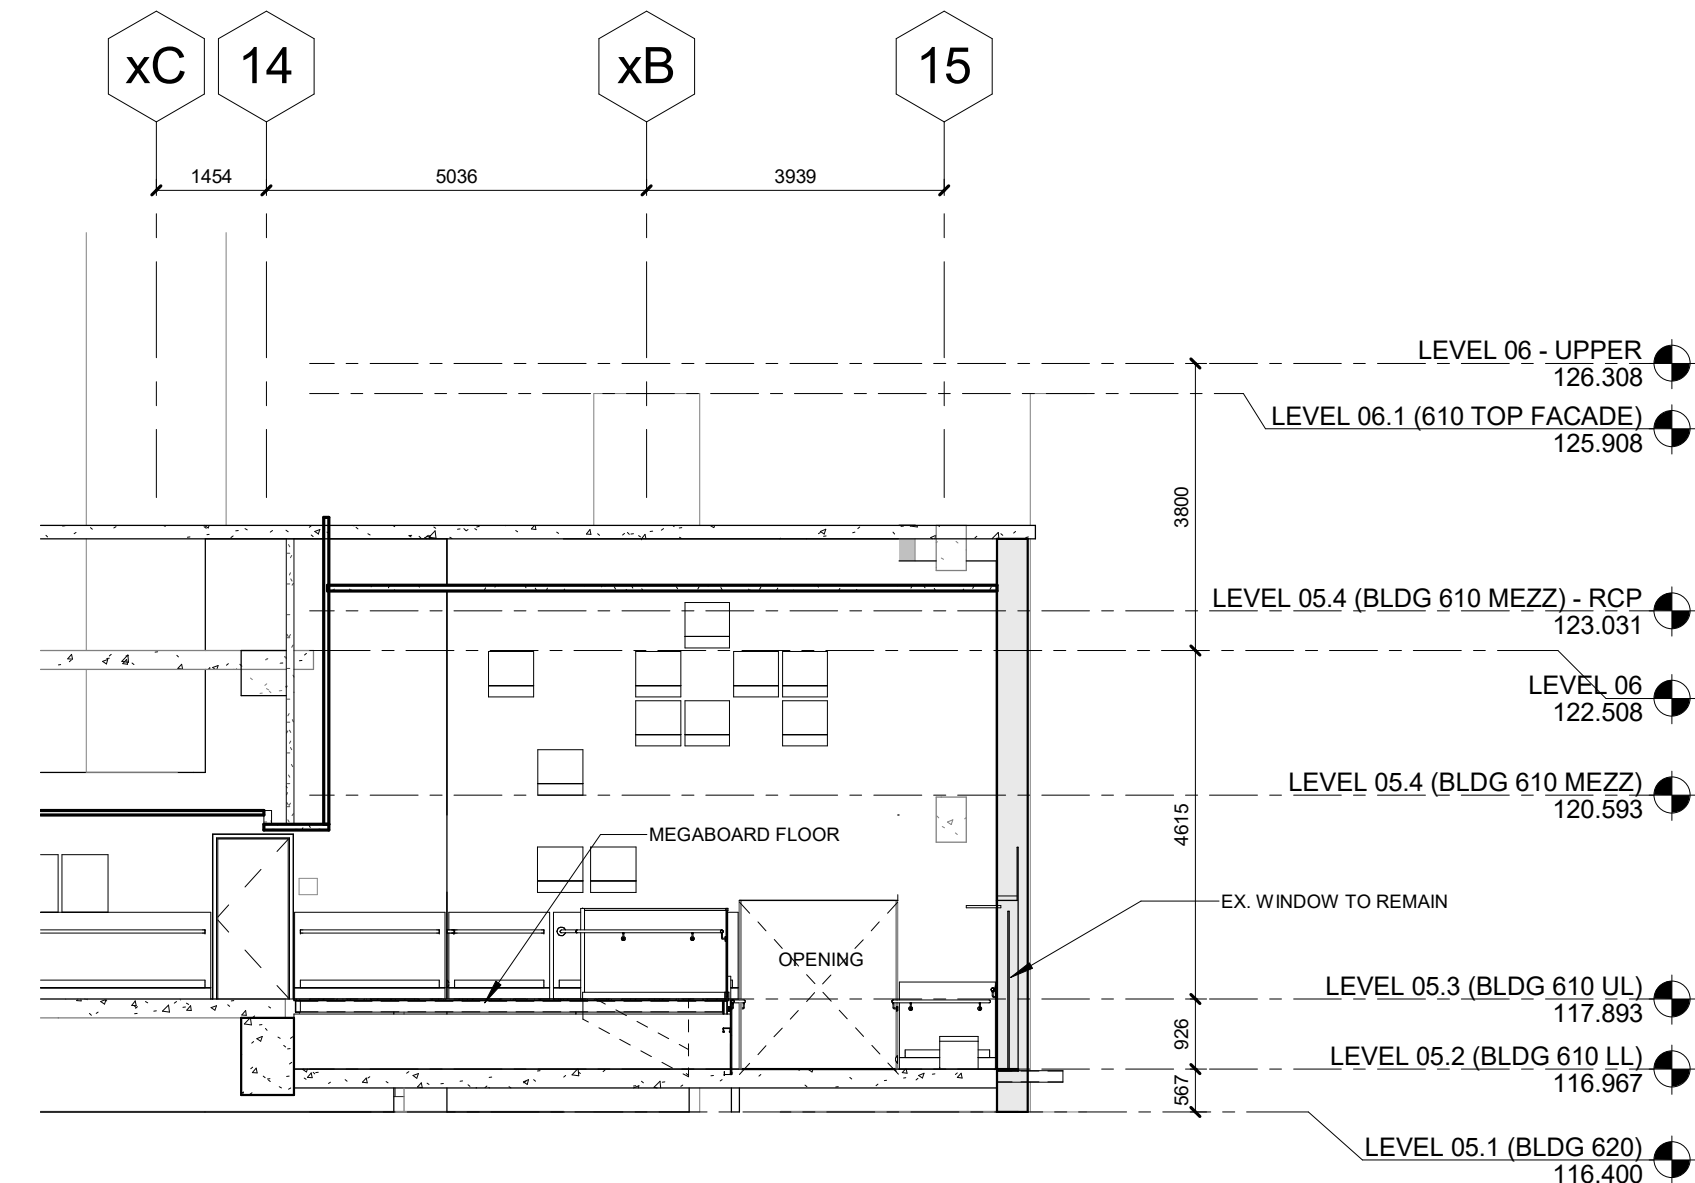 xC 14 xB 15
1454 5036 3939
LEVEL 06 - UPPER
126.308
LEVEL 06.1 (610 TOP FACADE)
125.908
3800
LEVEL 05.4 (BLDG 610 MEZZ) - RCP
123.031
LEVEL 06
122.508
LEVEL 05.4 (BLDG 610 MEZZ)
120.593
4615
MEGABOARD FLOOR
EX. WINDOW TO REMAIN
OPENING
LEVEL 05.3 (BLDG 610 UL)
117.893
926
LEVEL 05.2 (BLDG 610 LL)
116.967
567
LEVEL 05.1 (BLDG 620)
116.400